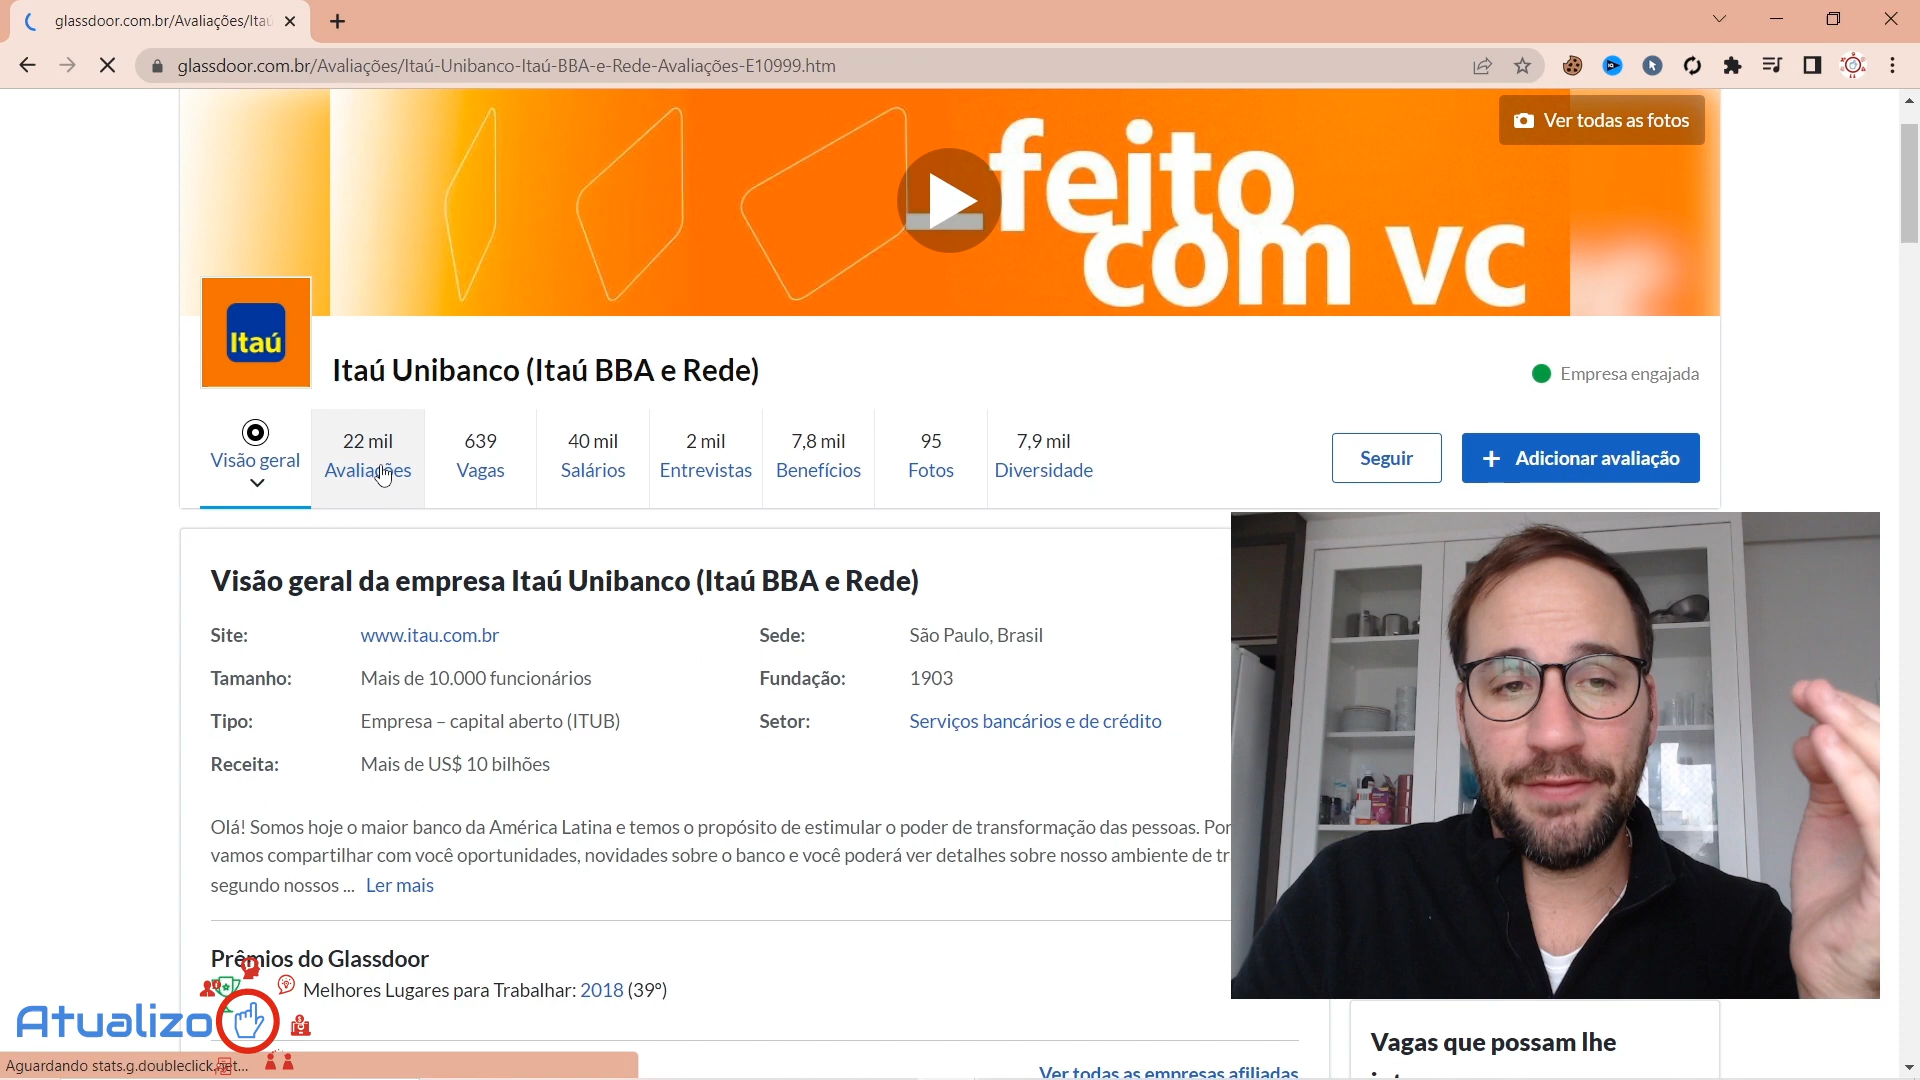 glassdoor.com.br/Avaliações/Itaú
glassdoor.com.br/Avaliações/Itaú-Unibanco-Itaú-BBA-e-Rede-Avaliações-E10999.htm
Ver todas as fotos
feito
com vc
Itaú
Itaú Unibanco (Itaú BBA e Rede)
Empresa engajada
22 mil
639
40 mil
2 mil
7,8 mil
95
7,9 mil
Visão geral
Avaliações
Vagas
Salários
Entrevistas
Benefícios
Fotos
Diversidade
Seguir
+ Adicionar avaliação
Visão geral da empresa Itaú Unibanco (Itaú BBA e Rede)
Site: www.itau.com.br
Sede: São Paulo, Brasil
Tamanho: Mais de 10.000 funcionários
Fundação: 1903
Tipo: Empresa – capital aberto (ITUB)
Setor: Serviços bancários e de crédito
Receita: Mais de US$ 10 bilhões
Olá! Somos hoje o maior banco da América Latina e temos o propósito de estimular o poder de transformação das pessoas. Por
vamos compartilhar com você oportunidades, novidades sobre o banco e você poderá ver detalhes sobre nosso ambiente de tr
segundo nossos ... Ler mais
Prêmios do Glassdoor
Melhores Lugares para Trabalhar: 2018 (39º)
Atualizo
Vagas que possam lhe
Aguardando stats.g.doubleclick.net...
Ver todas as empresas afiliadas